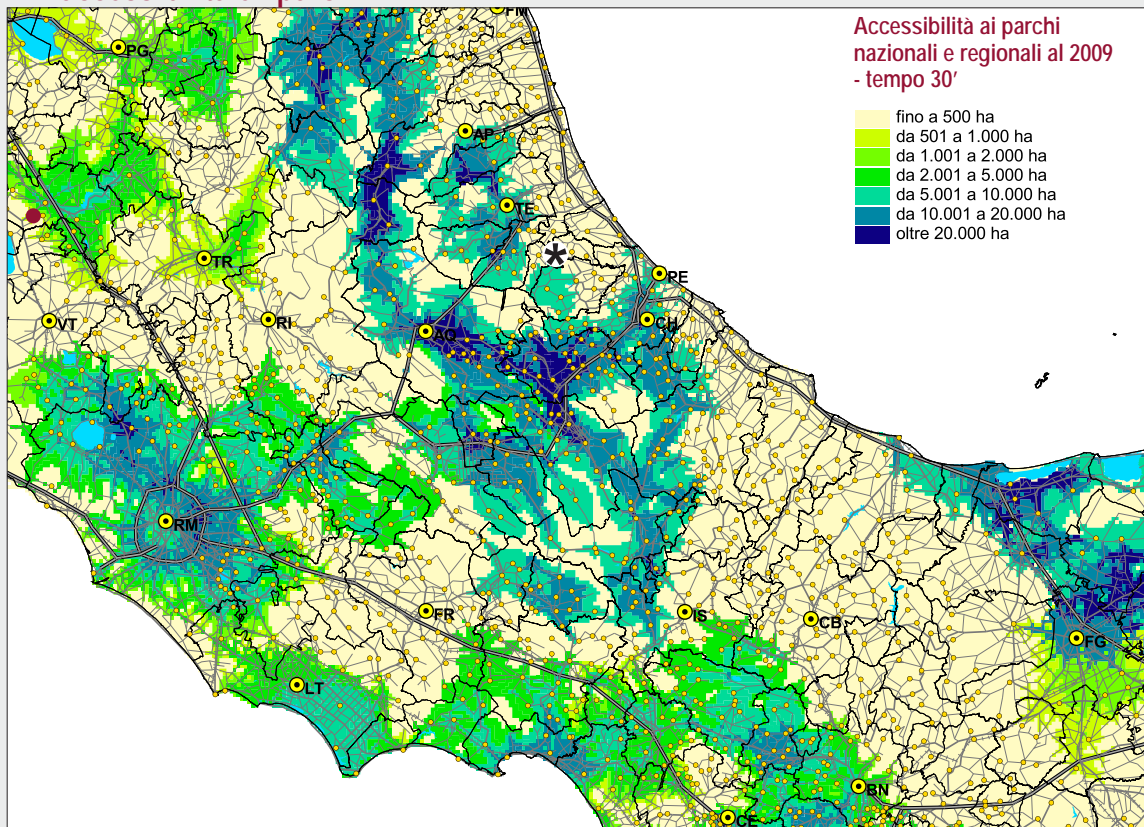 Accessibilità ai parchi
nazionali e regionali al 2009
- tempo 30'
fino a 500 ha
da 501 a 1.000 ha
da 1.001 a 2.000 ha
da 2.001 a 5.000 ha
da 5.001 a 10.000 ha
da 10.001 a 20.000 ha
oltre 20.000 ha
FM
PG
AP
TE
*
TR
PE
VT
RI
AQ
CH
RM
FR
IS
CB
FG
LT
BN
CE